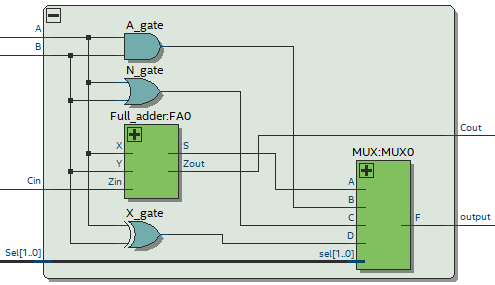 A_gate
A
B
N_gate
Full_adder:FA0
X S
Y Zout
Cin Zin
Cout
MUX:MUX0
A
B
C F output
D
X_gate
Sel[1..0] sel[1..0]